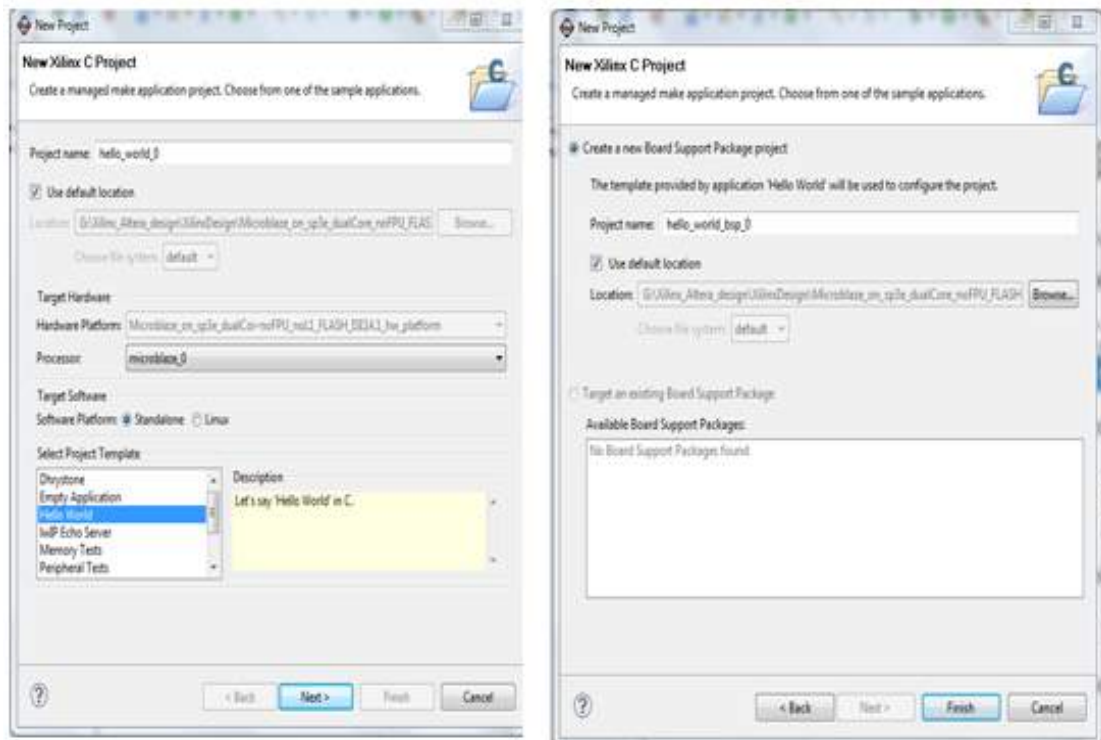 New Project
New Xilinx C Project
Create a managed make application project. Choose from one of the sample applications.
Project name: hello_world_0
Use default location
Location: G:\Xilinx_Altera_design\XilinxDesign\Microblaze_on_sp3e_dualCore_noFPU_FLAS
Browse...
Choose file system: default
Target Hardware
Hardware Platform:
Processor: microblaze_0
Target Software
Software Platform: Standalone Linux
Select Project Template
Dhrystone
Empty Application
Hello World
lwIP Echo Server
Memory Tests
Peripheral Tests
Description
Let's say 'Hello World' in C.
< Back
Next >
Finish
Cancel
New Project
New Xilinx C Project
Create a managed make application project. Choose from one of the sample applications.
Create a new Board Support Package project
The template provided by application 'Hello World' will be used to configure the project.
Project name: hello_world_bsp_0
Use default location
Location: G:\Xilinx_Altera_design\XilinxDesign\Microblaze_on_sp3e_dualCore_noFPU_FLASH
Browse...
Choose file system: default
Target an existing Board Support Package
Available Board Support Packages:
No Board Support Packages found
< Back
Next >
Finish
Cancel